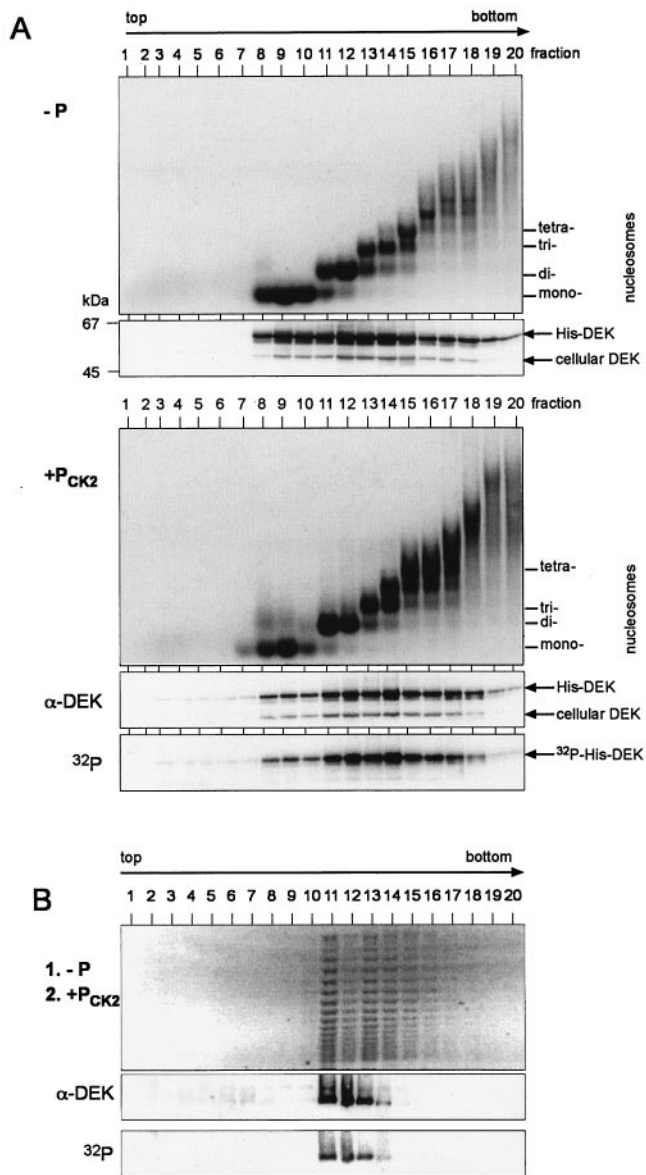 A
top bottom
1 2 3 4 5 6 7 8 9 10 11 12 13 14 15 16 17 18 19 20 fraction
- P
tetra-
tri-
di-
mono-
nucleosomes
kDa
67
45
His-DEK
cellular DEK
1 2 3 4 5 6 7 8 9 10 11 12 13 14 15 16 17 18 19 20 fraction
+PCK2
tetra-
tri-
di-
mono-
nucleosomes
α-DEK
His-DEK
cellular DEK
32P
32P-His-DEK
B
top bottom
1 2 3 4 5 6 7 8 9 10 11 12 13 14 15 16 17 18 19 20
1. - P
2. +PCK2
α-DEK
32P